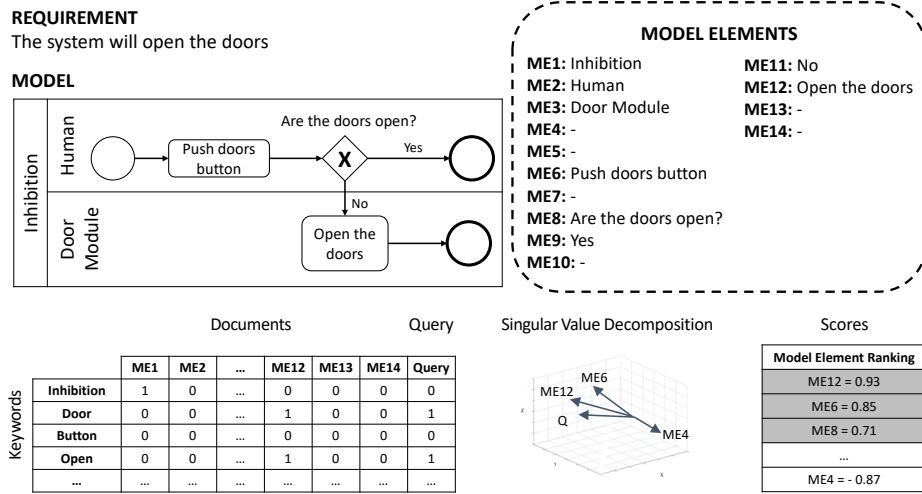 REQUIREMENT
The system will open the doors
MODEL
Inhibition
Human
Door
Module
Push doors
button
Are the doors open?
X
Yes
No
Open the
doors
MODEL ELEMENTS
ME1: Inhibition
ME2: Human
ME3: Door Module
ME4: -
ME5: -
ME6: Push doors button
ME7: -
ME8: Are the doors open?
ME9: Yes
ME10: -
ME11: No
ME12: Open the doors
ME13: -
ME14: -
Documents Query
Keywords
ME1 ME2 ... ME12 ME13 ME14 Query
Inhibition 1 0 ... 0 0 0 0
Door 0 0 ... 1 0 0 1
Button 0 0 ... 0 0 0 0
Open 0 0 ... 1 0 0 1
... ... ... ... ... ... ... ...
Singular Value Decomposition
ME6
ME12
Q
ME4
z
y
x
Scores
Model Element Ranking
ME12 = 0.93
ME6 = 0.85
ME8 = 0.71
...
ME4 = - 0.87